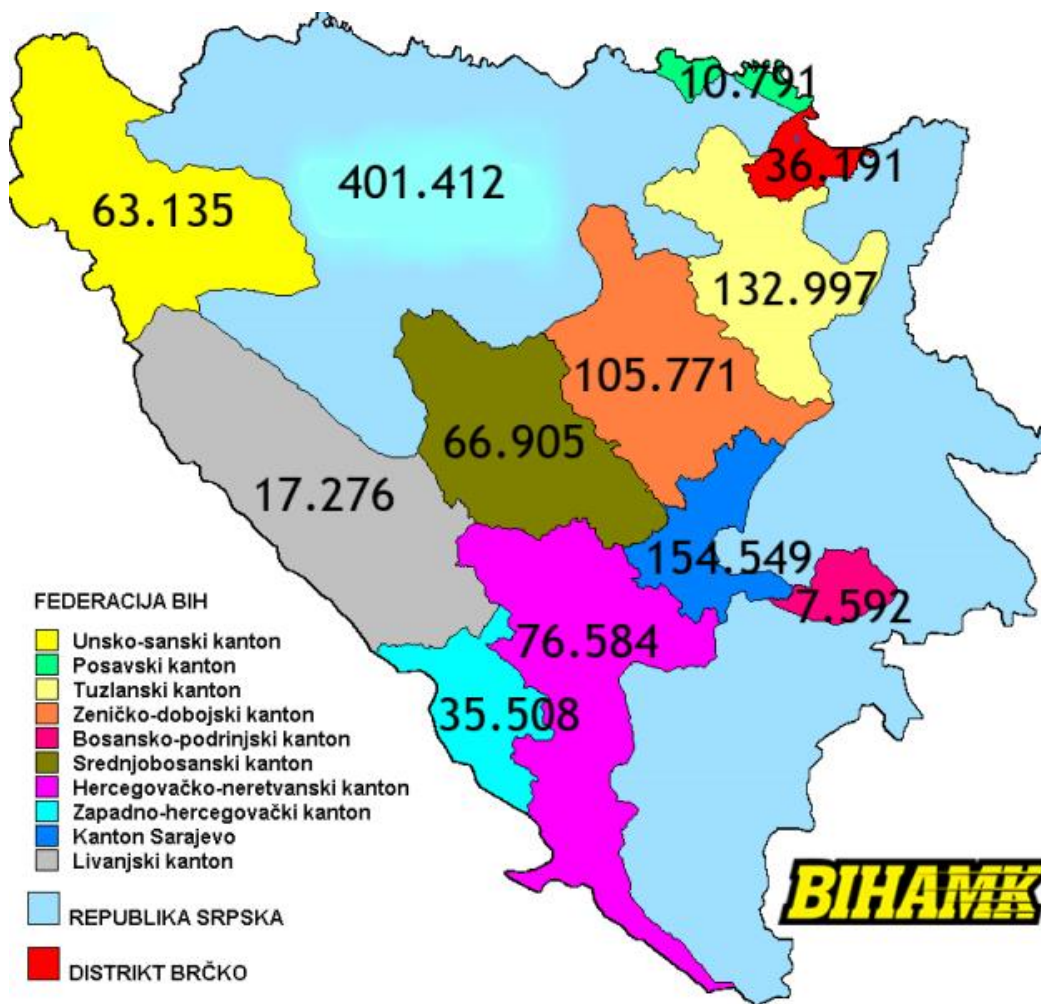 10.791
36.191
401.412
63.135
132.997
105.771
66.905
17.276
154.549
7.592
76.584
35.508
FEDERACIJA BIH
Unsko-sanski kanton
Posavski kanton
Tuzlanski kanton
Zeničko-dobojski kanton
Bosansko-podrinjski kanton
Srednjobosanski kanton
Hercegovačko-neretvanski kanton
Zapadno-hercegovački kanton
Kanton Sarajevo
Livanjski kanton
REPUBLIKA SRPSKA
DISTRIKT BRČKO
BIHAMK